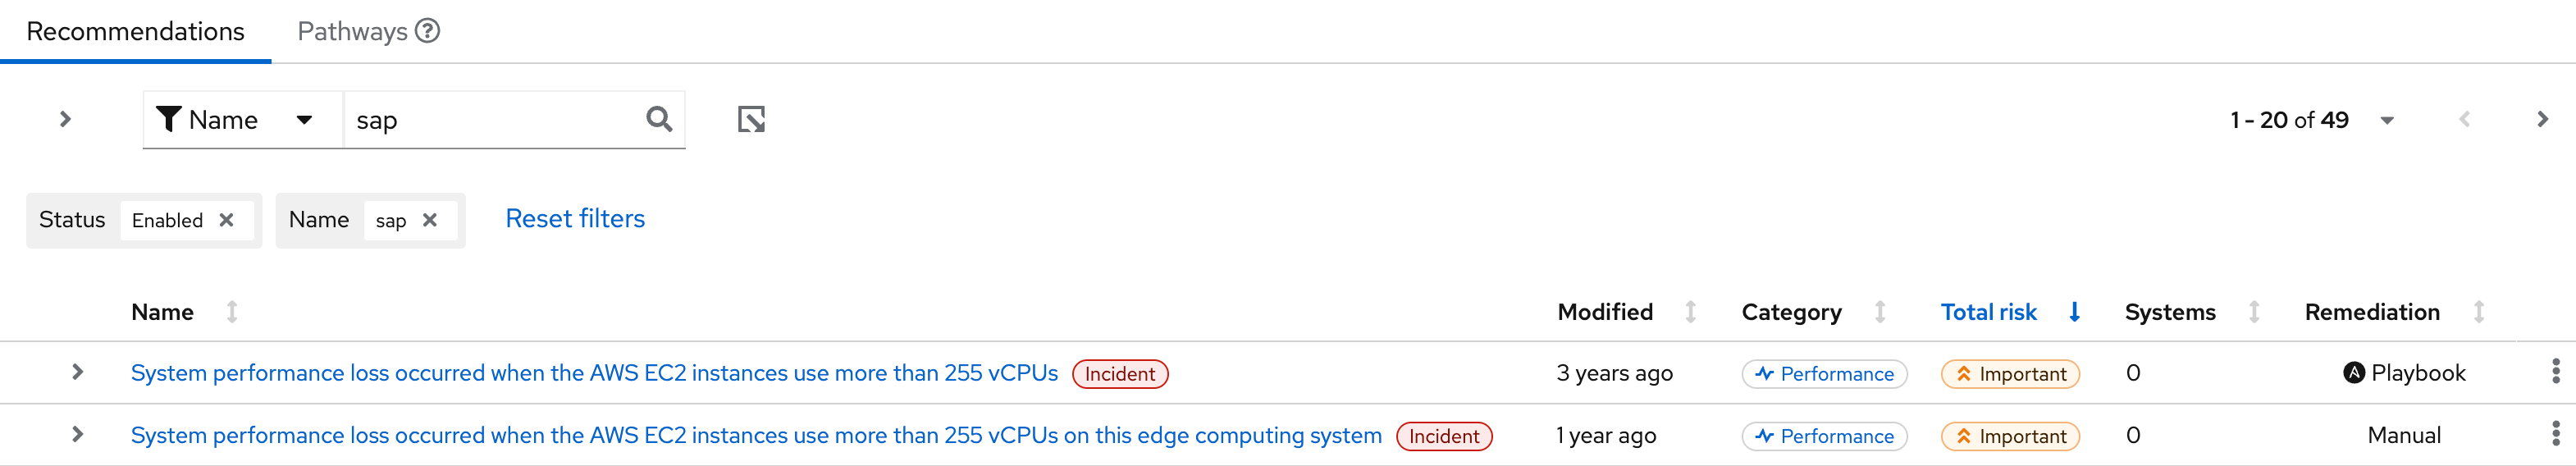 Recommendations Pathways
Name sap 1 - 20 of 49
Status Enabled Name sap Reset filters
Name Modified Category Total risk Systems Remediation
System performance loss occurred when the AWS EC2 instances use more than 255 vCPUs Incident 3 years ago Performance Important 0 Playbook
System performance loss occurred when the AWS EC2 instances use more than 255 vCPUs on this edge computing system Incident 1 year ago Performance Important 0 Manual